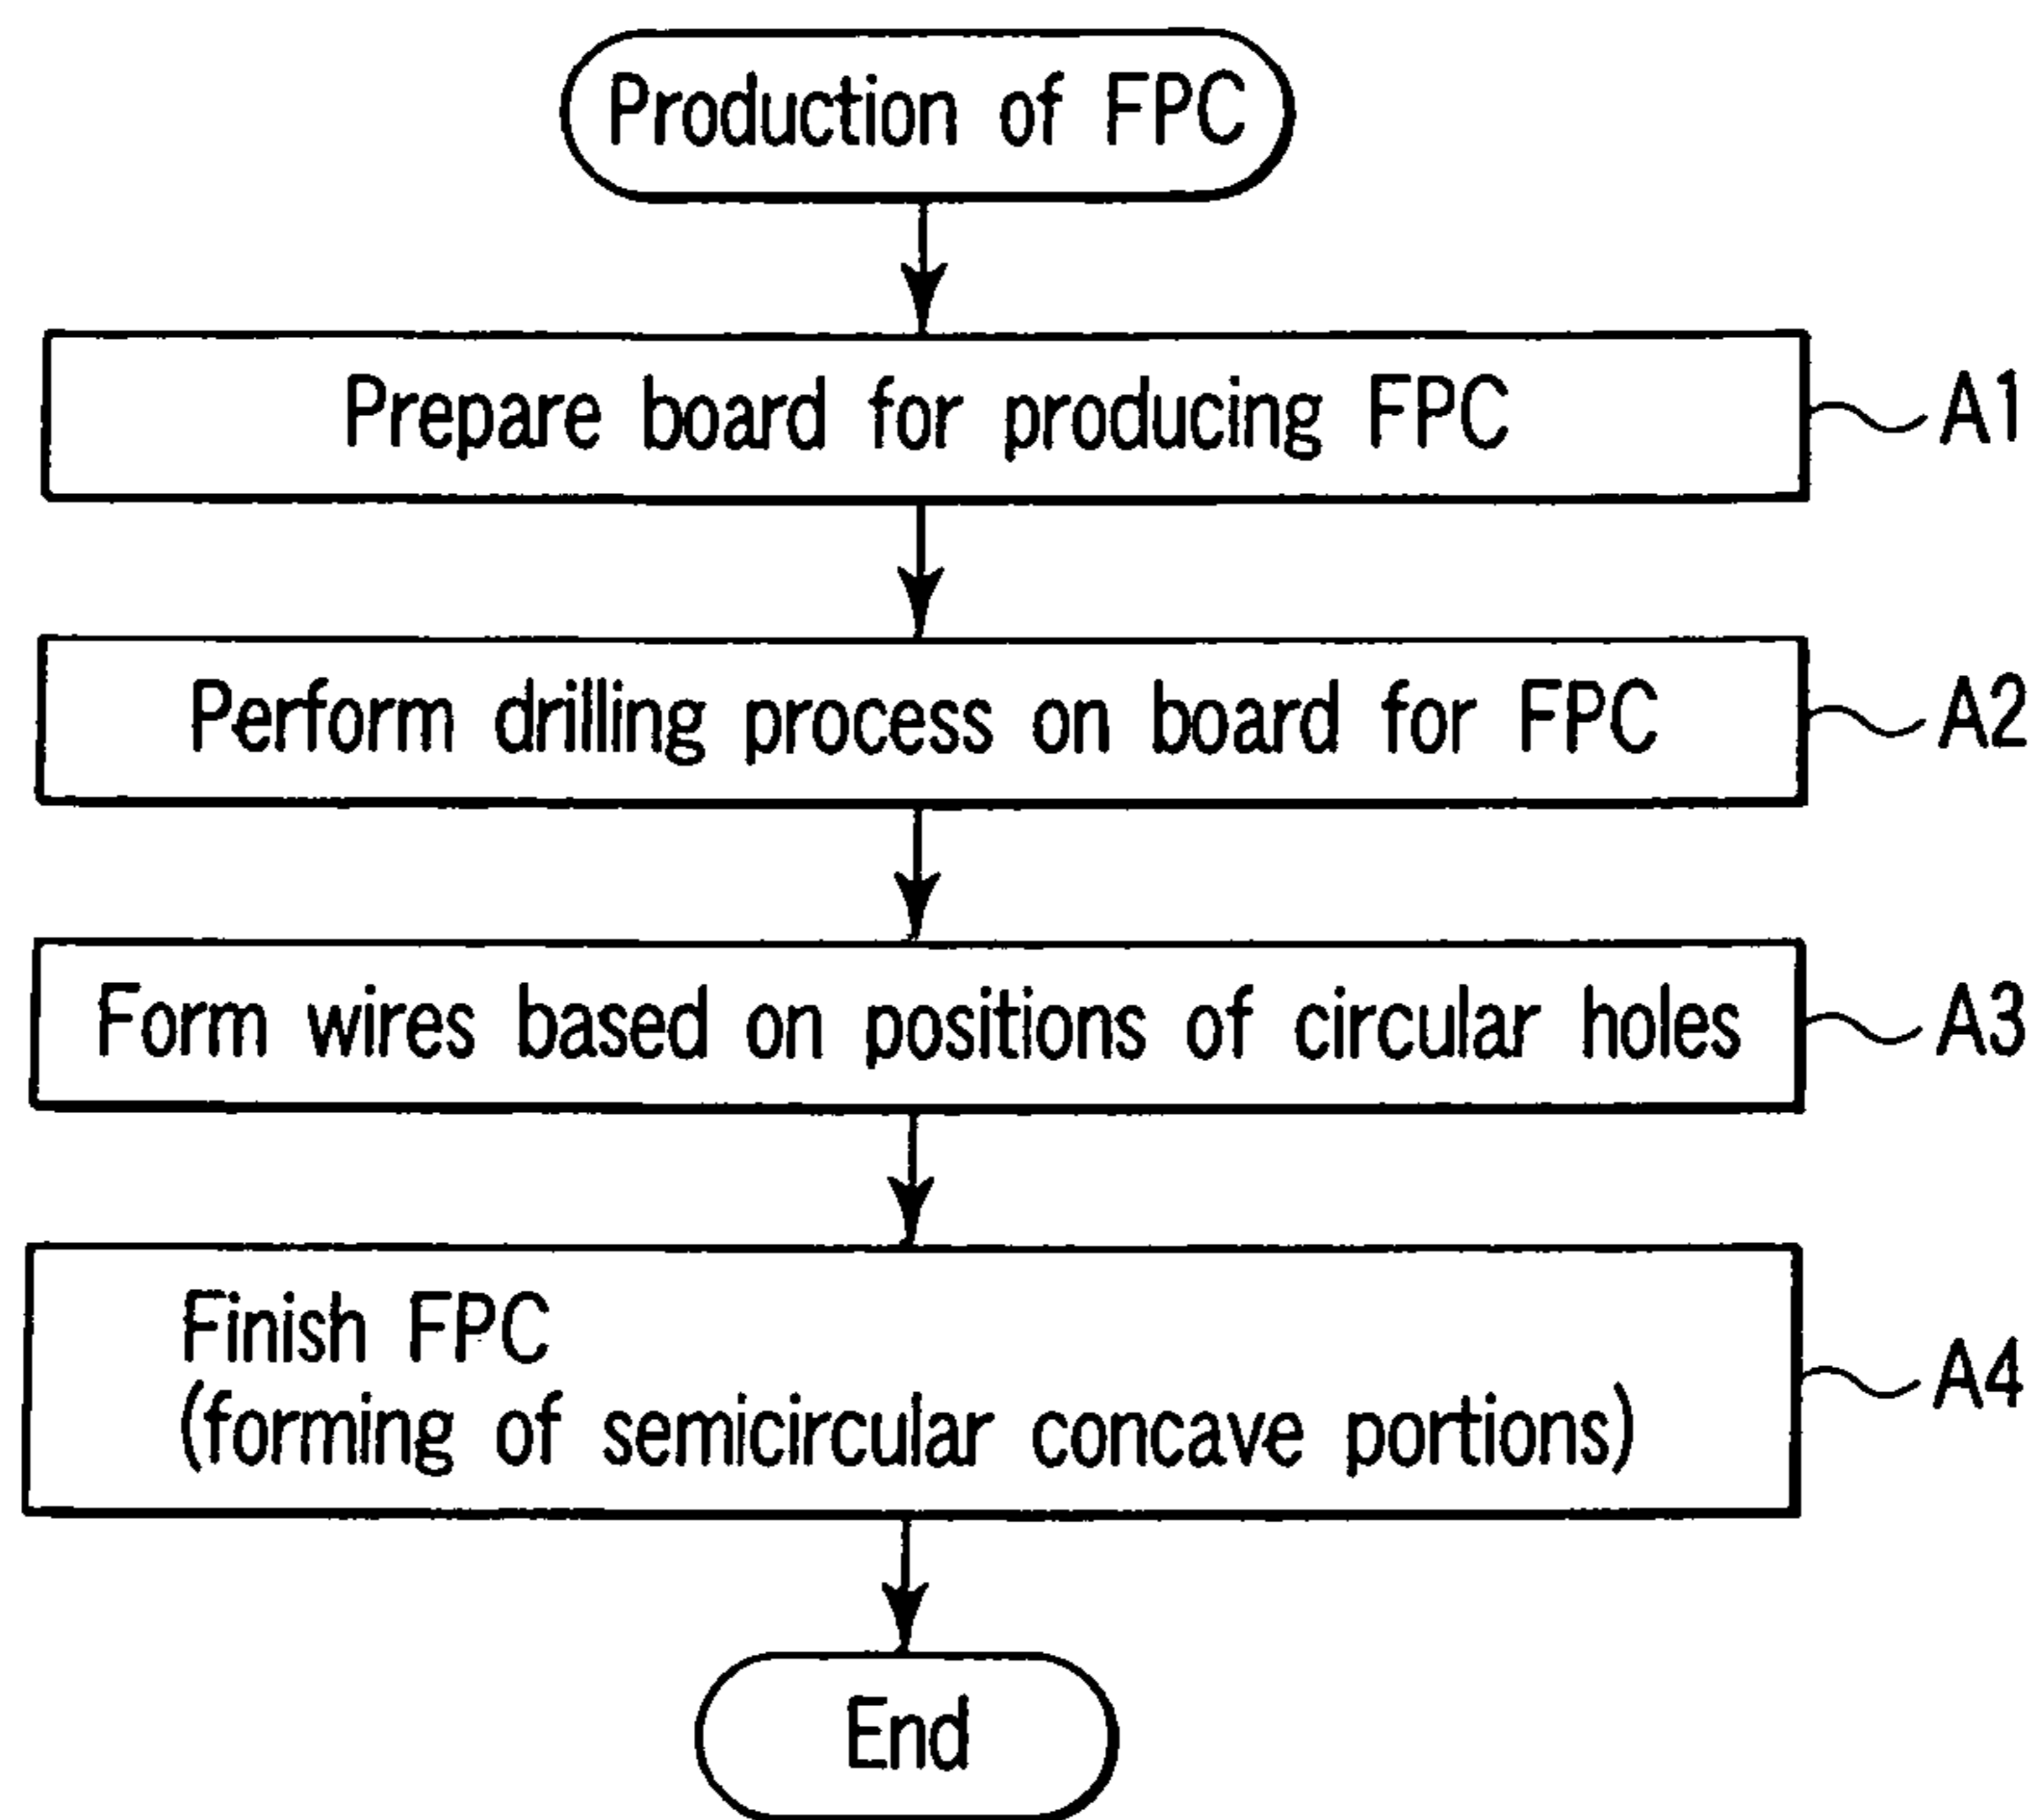 Production of FPC
Prepare board for producing FPC
A1
Perform drilling process on board for FPC
A2
Form wires based on positions of circular holes
A3
Finish FPC
(forming of semicircular concave portions)
A4
End